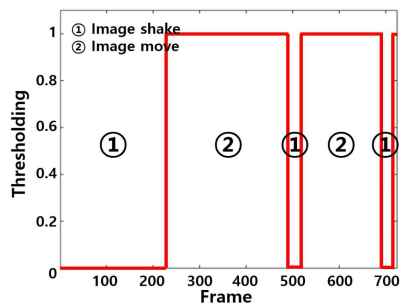 ① Image shake
② Image move
1
0.8
0.6
0.4
0.2
0
Thresholding
① ② ① ② ①
100 200 300 400 500 600 700
Frame